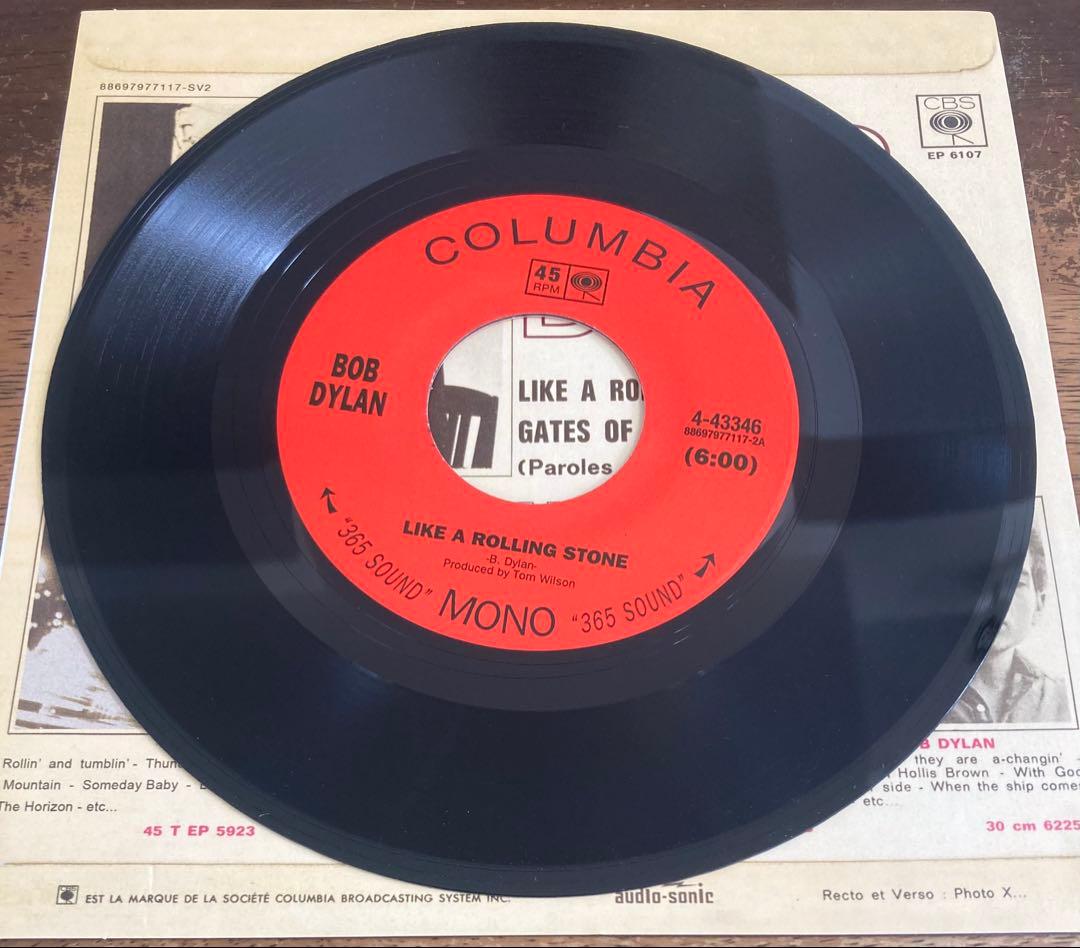 88697977117-SV2
CBS
EP 6107
COLUMBIA
45
RPM
LIKE A RO
GATES OF
(Paroles
BOB
DYLAN
4-43346
88697977117-2A
(6:00)
LIKE A ROLLING STONE
-B. Dylan-
Produced by Tom Wilson
"365 SOUND" MONO "365 SOUND"
Rollin' and tumblin' - Thun
Mountain - Someday Baby -
The Horizon - etc...
45 T EP 5923
B DYLAN
they are a-changin' -
Hollis Brown - With God
side - When the ship comes
etc...
30 cm 6225
CBS EST LA MARQUE DE LA SOCIÉTÉ COLUMBIA BROADCASTING SYSTEM INC.
audio-sonic
Recto et Verso : Photo X...